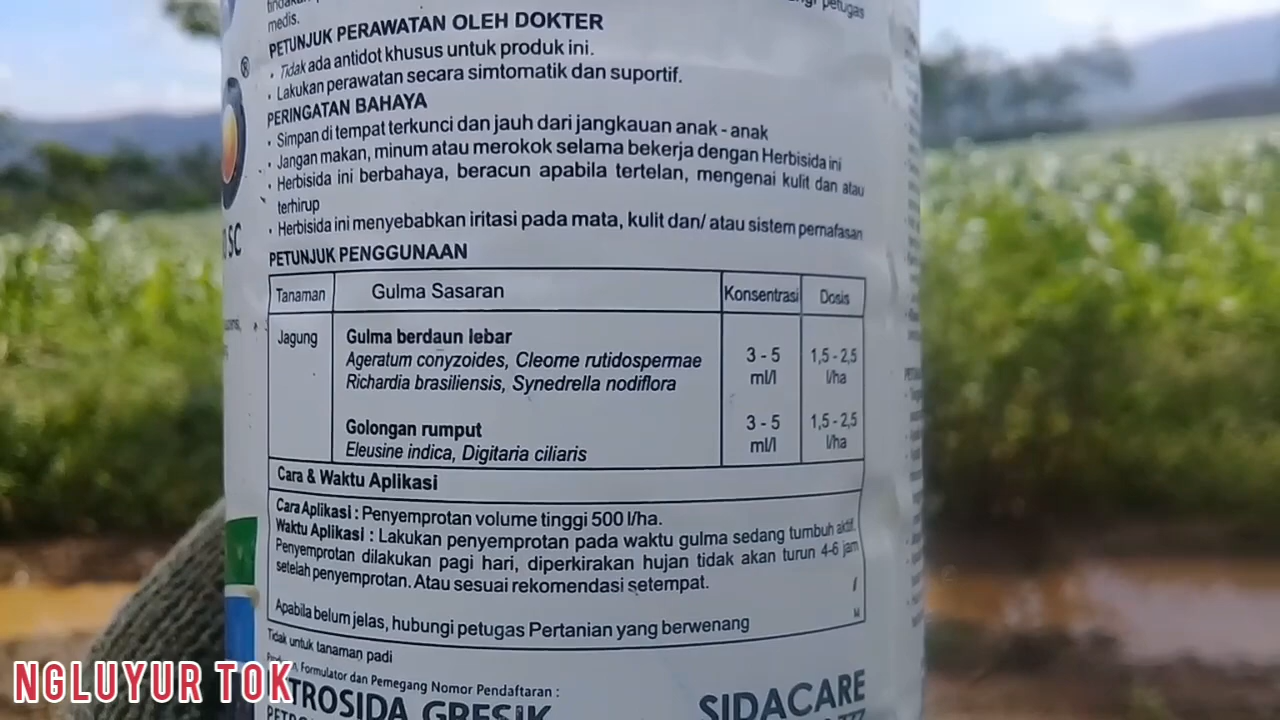 petugas
medis.
PETUNJUK PERAWATAN OLEH DOKTER
• Tidak ada antidot khusus untuk produk ini.
• Lakukan perawatan secara simtomatik dan suportif.
PERINGATAN BAHAYA
• Simpan di tempat terkunci dan jauh dari jangkauan anak - anak
• Jangan makan, minum atau merokok selama bekerja dengan Herbisida ini
• Herbisida ini berbahaya, beracun apabila tertelan, mengenai kulit dan atau
terhirup
• Herbisida ini menyebabkan iritasi pada mata, kulit dan/ atau sistem pernafasan
PETUNJUK PENGGUNAAN
Tanaman Gulma Sasaran Konsentrasi Dosis
Jagung Gulma berdaun lebar
Ageratum conyzoides, Cleome rutidospermae 3 - 5 1,5 - 2,5
Richardia brasiliensis, Synedrella nodiflora ml/l l/ha
Golongan rumput 3 - 5 1,5 - 2,5
Eleusine indica, Digitaria ciliaris ml/l l/ha
Cara & Waktu Aplikasi
Cara Aplikasi : Penyemprotan volume tinggi 500 l/ha.
Waktu Aplikasi : Lakukan penyemprotan pada waktu gulma sedang tumbuh aktif.
Penyemprotan dilakukan pagi hari, diperkirakan hujan tidak akan turun 4-6 jam
setelah penyemprotan. Atau sesuai rekomendasi setempat.
Apabila belum jelas, hubungi petugas Pertanian yang berwenang
Tidak untuk tanaman padi
Formulator dan Pemegang Nomor Pendaftaran :
TROSIDA GRESIK SIDACARE
® 
SC
NGLUYUR TOK